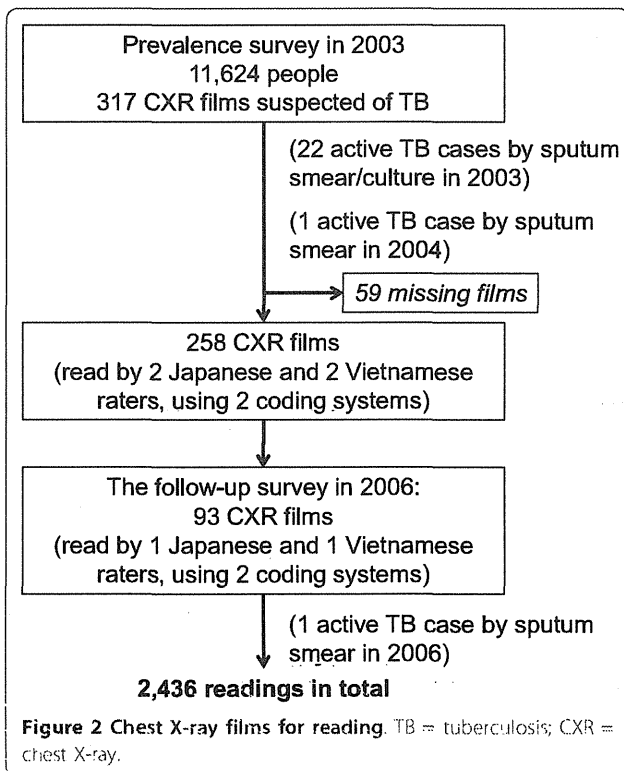 Prevalence survey in 2003
11,624 people
317 CXR films suspected of TB
(22 active TB cases by sputum
smear/culture in 2003)
(1 active TB case by sputum
smear in 2004)
59 missing films
258 CXR films
(read by 2 Japanese and 2 Vietnamese
raters, using 2 coding systems)
The follow-up survey in 2006:
93 CXR films
(read by 1 Japanese and 1 Vietnamese
raters, using 2 coding systems)
(1 active TB case by sputum
smear in 2006)
2,436 readings in total
Figure 2 Chest X-ray films for reading. TB = tuberculosis; CXR =
chest X-ray.